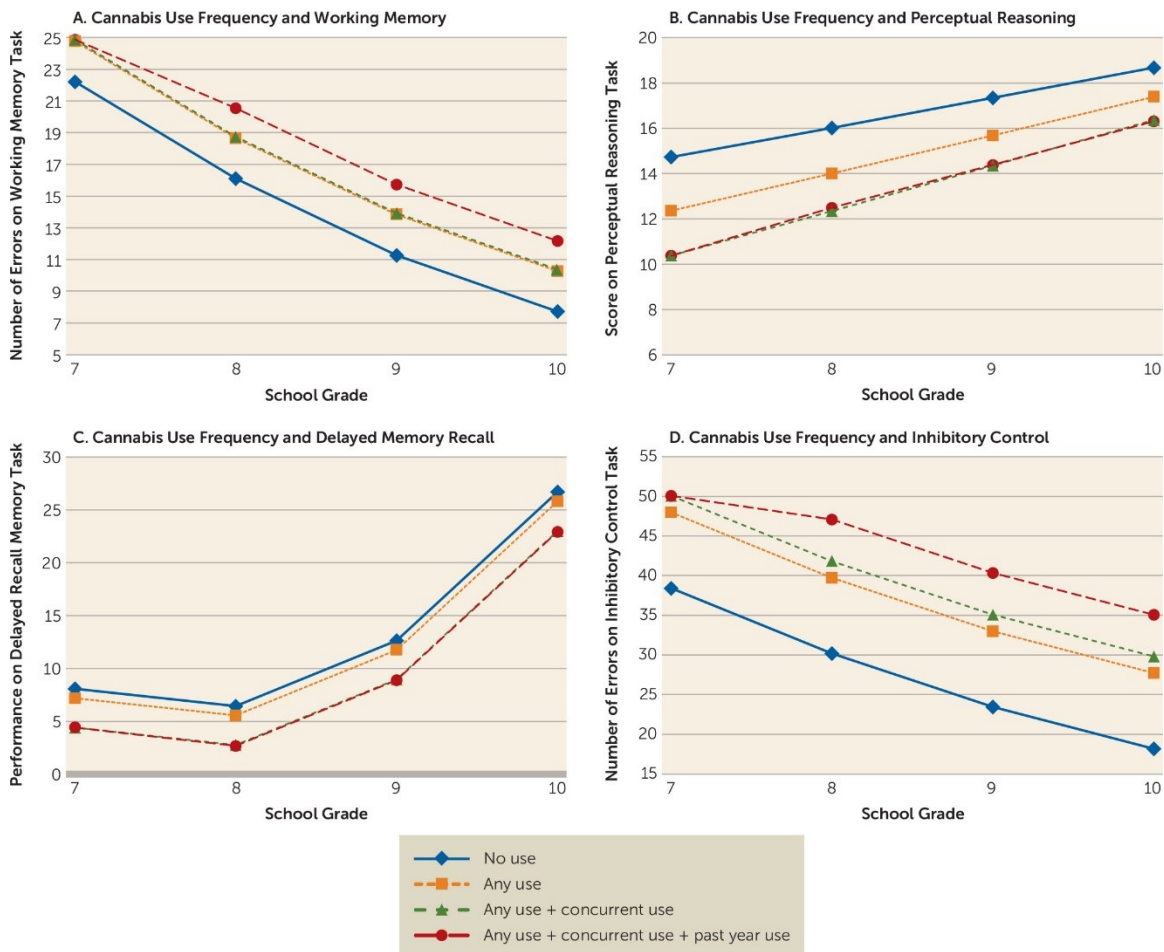 A. Cannabis Use Frequency and Working Memory
Number of Errors on Working Memory Task
25
23
21
19
17
15
13
11
9
7
5
7 8 9 10
School Grade
B. Cannabis Use Frequency and Perceptual Reasoning
Score on Perceptual Reasoning Task
20
18
16
14
12
10
8
6
7 8 9 10
School Grade
C. Cannabis Use Frequency and Delayed Memory Recall
Performance on Delayed Recall Memory Task
30
25
20
15
10
5
0
7 8 9 10
School Grade
D. Cannabis Use Frequency and Inhibitory Control
Number of Errors on Inhibitory Control Task
55
50
45
40
35
30
25
20
15
7 8 9 10
School Grade
No use
Any use
Any use + concurrent use
Any use + concurrent use + past year use